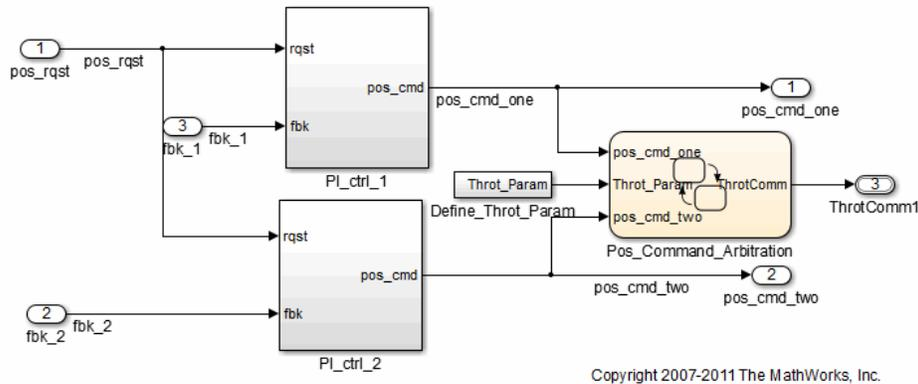 1
pos_rqst
pos_rqst
rqst
pos_cmd
fbk
PI_ctrl_1
3
fbk_1
fbk_1
pos_cmd_one
1
pos_cmd_one
pos_cmd_one
Throt_Param
ThrotComm
pos_cmd_two
Pos_Command_Arbitration
Throt_Param
Define_Throt_Param
3
ThrotComm1
rqst
pos_cmd
fbk
PI_ctrl_2
2
fbk_2
fbk_2
pos_cmd_two
2
pos_cmd_two
Copyright 2007-2011 The MathWorks, Inc.